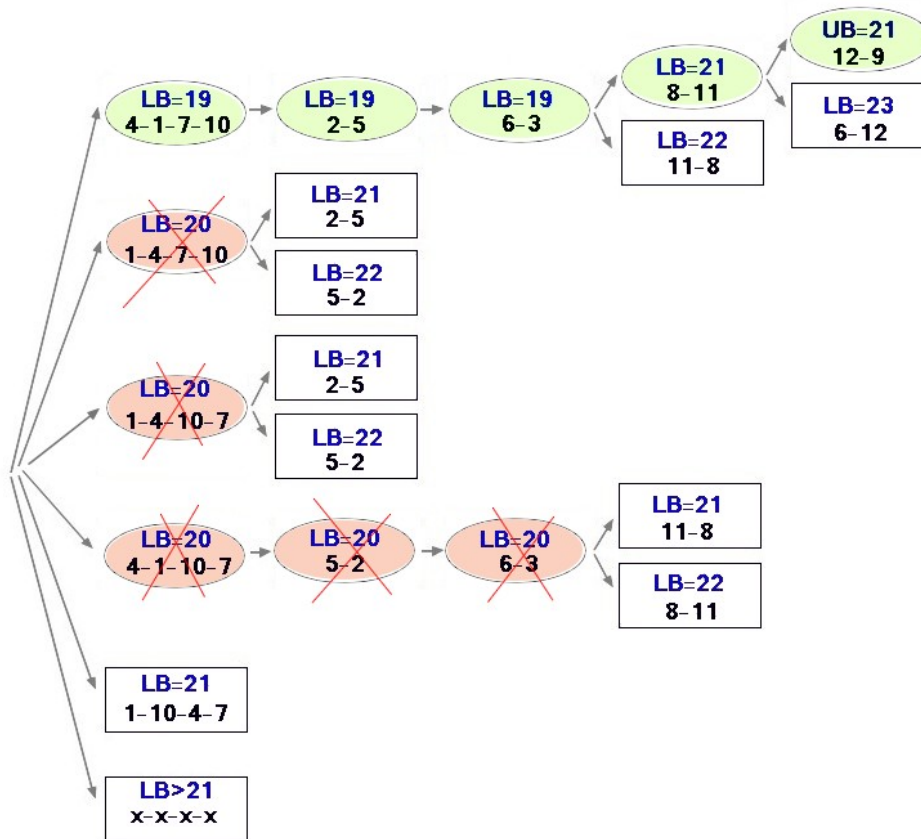 UB=21
12-9
LB=19
4-1-7-10
LB=19
2-5
LB=19
6-3
LB=21
8-11
LB=23
6-12
LB=22
11-8
LB=20
1-4-7-10
LB=21
2-5
LB=22
5-2
LB=20
1-4-10-7
LB=21
2-5
LB=22
5-2
LB=20
4-1-10-7
LB=20
5-2
LB=20
6-3
LB=21
11-8
LB=22
8-11
LB=21
1-10-4-7
LB>21
x-x-x-x